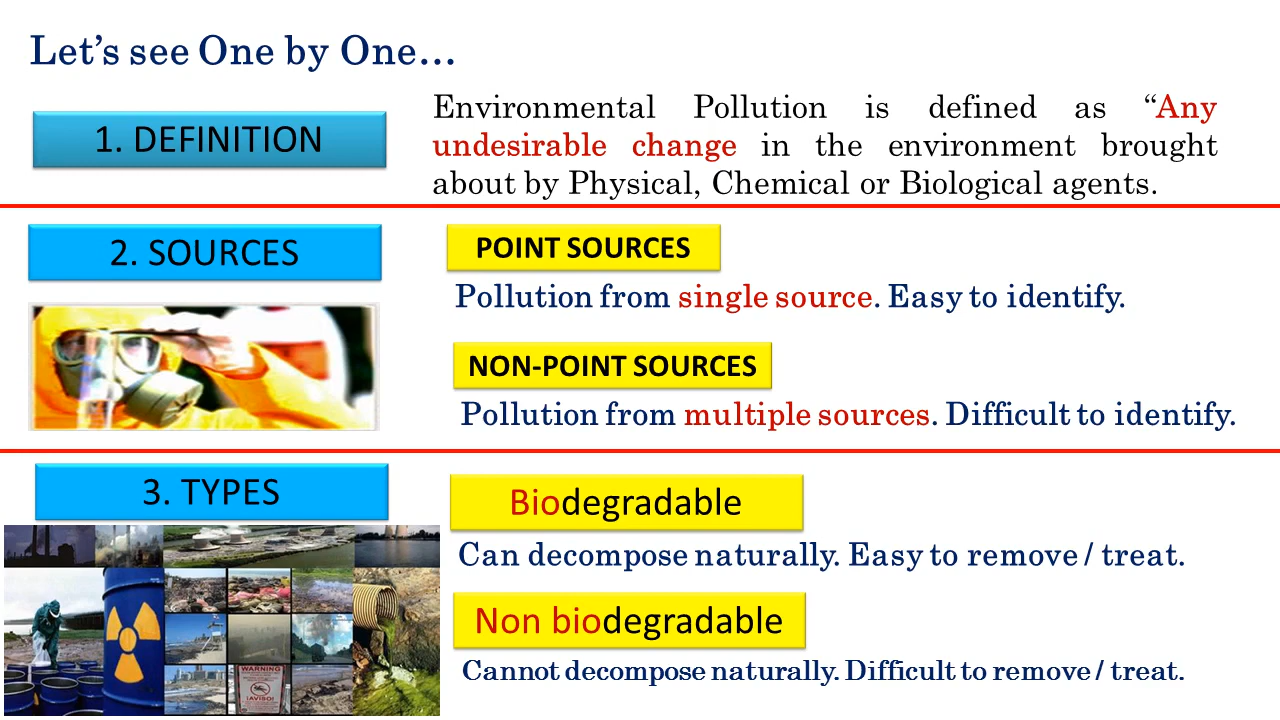 Let’s see One by One…
1. DEFINITION
Environmental Pollution is defined as “Any
undesirable change in the environment brought
about by Physical, Chemical or Biological agents.
2. SOURCES
POINT SOURCES
Pollution from single source. Easy to identify.
NON-POINT SOURCES
Pollution from multiple sources. Difficult to identify.
3. TYPES
Biodegradable
Can decompose naturally. Easy to remove / treat.
Non biodegradable
Cannot decompose naturally. Difficult to remove / treat.
WARNING
¡AVISO!